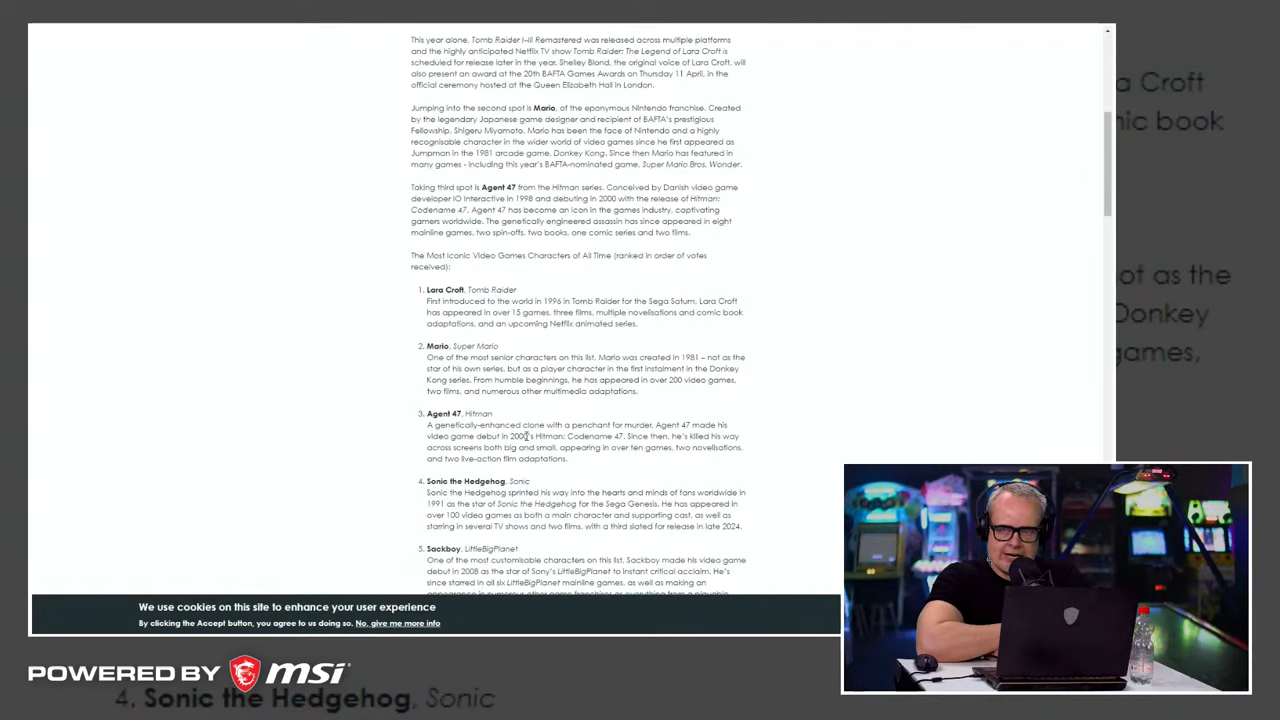 This year alone, Tomb Raider I-III Remastered was released across multiple platforms
and the highly anticipated Netflix TV show Tomb Raider: The Legend of Lara Croft is
scheduled for release later in the year. Shelley Blond, the original voice of Lara Croft, will
also present an award at the 20th BAFTA Games Awards on Thursday 11 April, in the
official ceremony hosted at the Queen Elizabeth Hall in London.
Jumping into the second spot is Mario, of the eponymous Nintendo franchise. Created
by the legendary Japanese game designer and recipient of BAFTA's prestigious
Fellowship, Shigeru Miyamoto, Mario has been the face of Nintendo and a highly
recognisable character in the wider world of video games since he first appeared as
Jumpman in the 1981 arcade game, Donkey Kong. Since then Mario has featured in
many games - including this year's BAFTA-nominated game, Super Mario Bros. Wonder.
Taking third spot is Agent 47 from the Hitman series. Conceived by Danish video game
developer IO Interactive in 1998 and debuting in 2000 with the release of Hitman:
Codename 47, Agent 47 has become an icon in the games industry, captivating
gamers worldwide. The genetically engineered assassin has since appeared in eight
mainline games, two spin-offs, two books, one comic series and two films.
The Most Iconic Video Games Characters of All Time (ranked in order of votes
received):
1. Lara Croft, Tomb Raider
First introduced to the world in 1996 in Tomb Raider for the Sega Saturn, Lara Croft
has appeared in over 15 games, three films, multiple novelisations and comic book
adaptations, and an upcoming Netflix animated series.
2. Mario, Super Mario
One of the most senior characters on this list, Mario was created in 1981 – not as the
star of his own series, but as a player character in the first instalment in the Donkey
Kong series. From humble beginnings, he has appeared in over 200 video games,
two films, and numerous other multimedia adaptations.
3. Agent 47, Hitman
A genetically-enhanced clone with a penchant for murder, Agent 47 made his
video game debut in 2000's Hitman: Codename 47. Since then, he's killed his way
across screens both big and small, appearing in over ten games, two novelisations,
and two live-action film adaptations.
4. Sonic the Hedgehog, Sonic
Sonic the Hedgehog sprinted his way into the hearts and minds of fans worldwide in
1991 as the star of Sonic the Hedgehog for the Sega Genesis. He has appeared in
over 100 video games as both a main character and supporting cast, as well as
starring in several TV shows and two films, with a third slated for release in late 2024.
5. Sackboy, LittleBigPlanet
One of the most customisable characters on this list, Sackboy made his video game
debut in 2008 as the star of Sony's LittleBigPlanet to instant critical acclaim. He's
since starred in all six LittleBigPlanet mainline games, as well as making an
appearance in numerous other game franchises as everything from a playable
We use cookies on this site to enhance your user experience
By clicking the Accept button, you agree to us doing so. No, give me more info
a Croft
nic book
ot as the
Donkey
games,
POWERED BY msi
4. Sonic the Hedgehog, Sonic